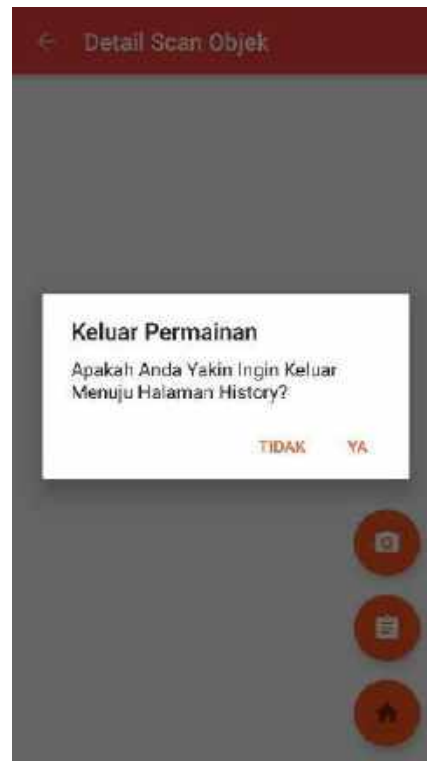 Detail Scan Objek
Keluar Permainan
Apakah Anda Yakin Ingin Keluar
Menuju Halaman History?
TIDAK YA